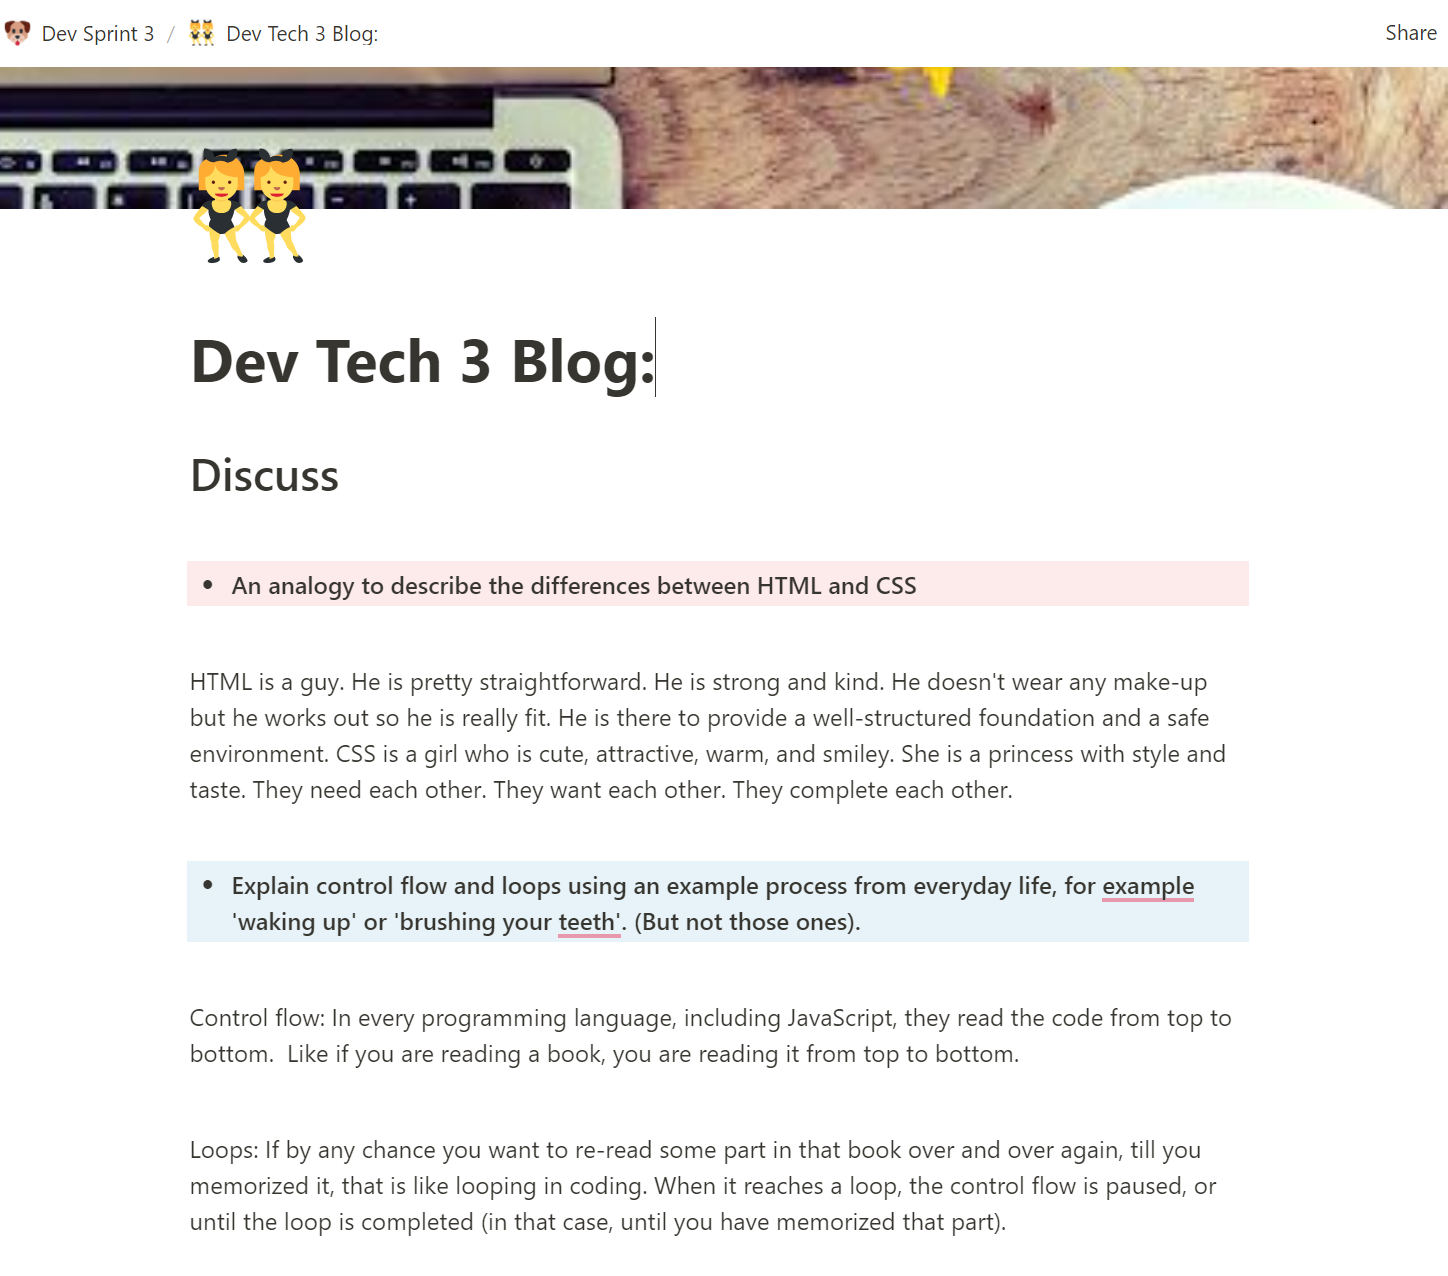 Dev Sprint 3 / Dev Tech 3 Blog:
Share
Dev Tech 3 Blog:
Discuss
• An analogy to describe the differences between HTML and CSS
HTML is a guy. He is pretty straightforward. He is strong and kind. He doesn't wear any make-up
but he works out so he is really fit. He is there to provide a well-structured foundation and a safe
environment. CSS is a girl who is cute, attractive, warm, and smiley. She is a princess with style and
taste. They need each other. They want each other. They complete each other.
• Explain control flow and loops using an example process from everyday life, for example
'waking up' or 'brushing your teeth'. (But not those ones).
Control flow: In every programming language, including JavaScript, they read the code from top to
bottom.  Like if you are reading a book, you are reading it from top to bottom.
Loops: If by any chance you want to re-read some part in that book over and over again, till you
memorized it, that is like looping in coding. When it reaches a loop, the control flow is paused, or
until the loop is completed (in that case, until you have memorized that part).